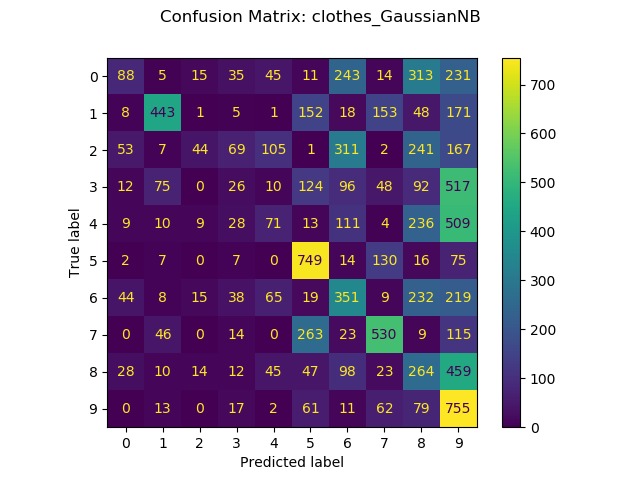 Confusion Matrix: clothes_GaussianNB
0 88 5 15 35 45 11 243 14 313 231
1 8 443 1 5 1 152 18 153 48 171
2 53 7 44 69 105 1 311 2 241 167
3 12 75 0 26 10 124 96 48 92 517
4 9 10 9 28 71 13 111 4 236 509
5 2 7 0 7 0 749 14 130 16 75
6 44 8 15 38 65 19 351 9 232 219
7 0 46 0 14 0 263 23 530 9 115
8 28 10 14 12 45 47 98 23 264 459
9 0 13 0 17 2 61 11 62 79 755
0 1 2 3 4 5 6 7 8 9
Predicted label
True label
700
600
500
400
300
200
100
0